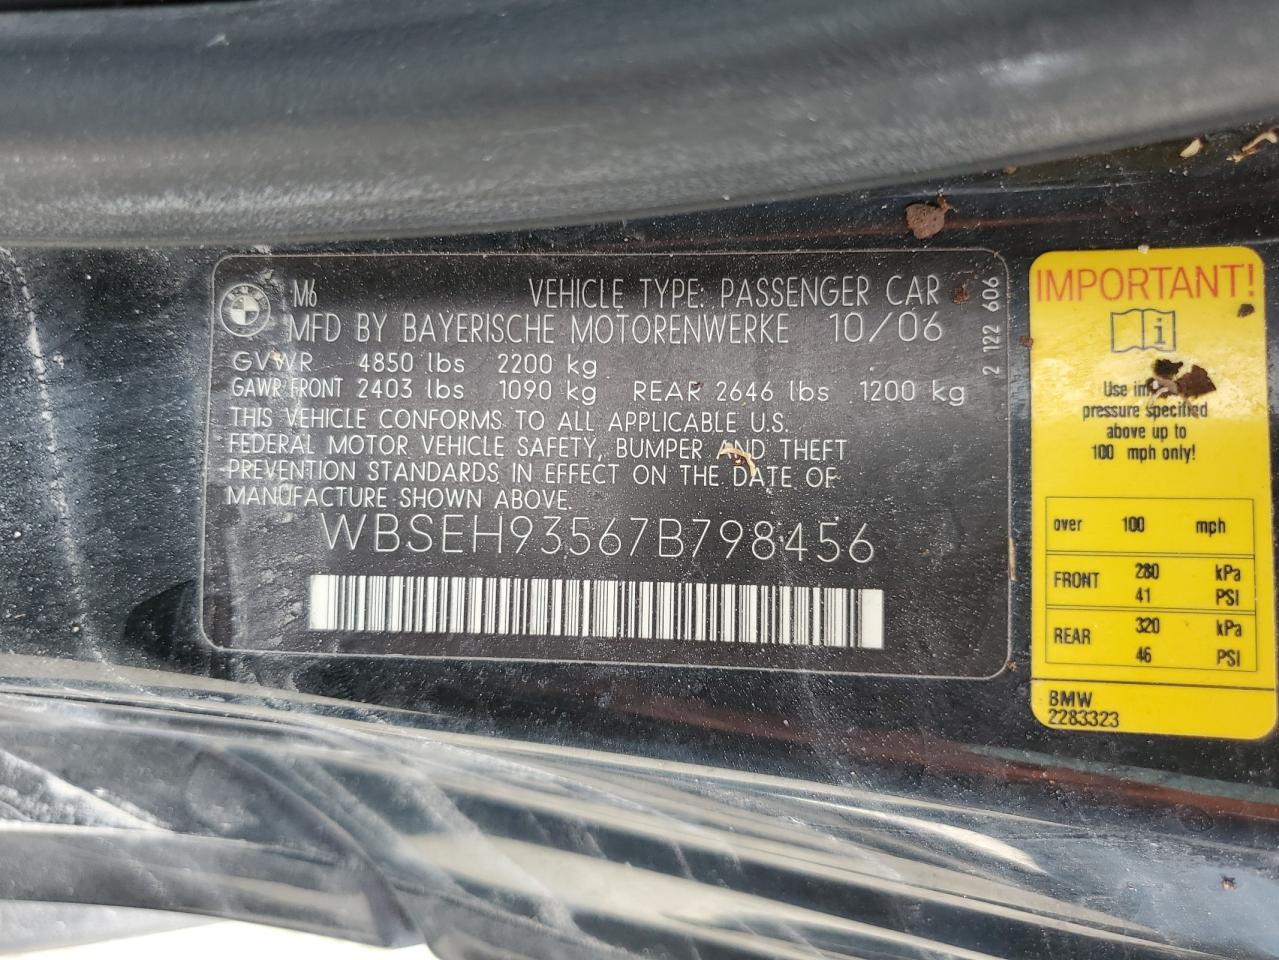 M6 VEHICLE TYPE: PASSENGER CAR
MFD BY BAYERISCHE MOTORENWERKE 10/06
GVWR 4850 lbs 2200 kg
GAWR FRONT 2403 lbs 1090 kg REAR 2646 lbs 1200 kg
THIS VEHICLE CONFORMS TO ALL APPLICABLE U.S.
FEDERAL MOTOR VEHICLE SAFETY, BUMPER AND THEFT
PREVENTION STANDARDS IN EFFECT ON THE DATE OF
MANUFACTURE SHOWN ABOVE.
WBSEH93567B798456
2 122 606
IMPORTANT!
i
Use
pressure specified
above up to
100 mph only!
over 100 mph
FRONT 280 kPa
41 PSI
REAR 320 kPa
46 PSI
BMW
2283323